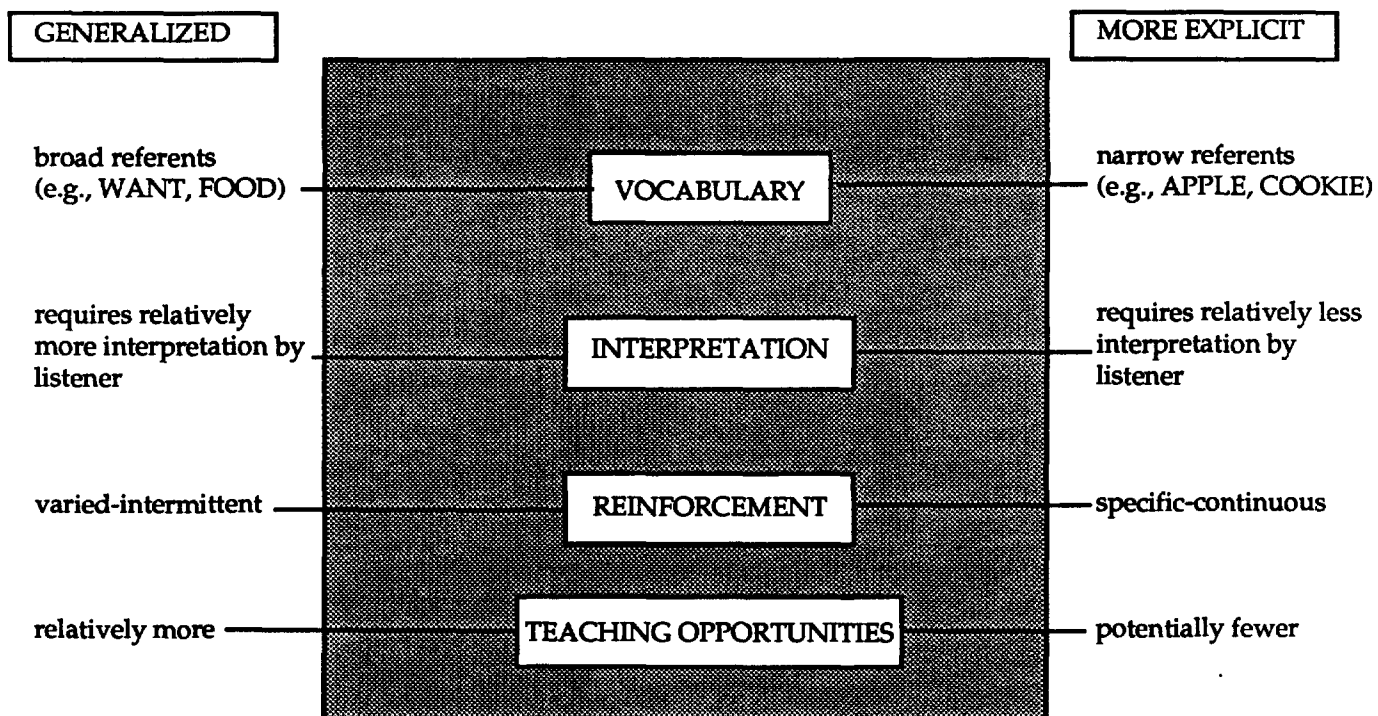 GENERALIZED
MORE EXPLICIT
broad referents
(e.g., WANT, FOOD)
VOCABULARY
narrow referents
(e.g., APPLE, COOKIE)
requires relatively
more interpretation by
listener
INTERPRETATION
requires relatively less
interpretation by
listener
varied-intermittent
REINFORCEMENT
specific-continuous
relatively more
TEACHING OPPORTUNITIES
potentially fewer